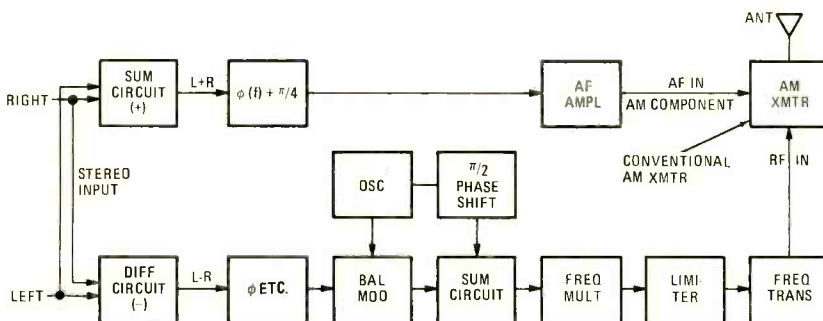 ANT
RIGHT
SUM
CIRCUIT
(+)
L+R
φ(f) + π/4
AF
AMPL
AF IN
AM COMPONENT
AM
XMTR
STEREO
INPUT
OSC
π/2
PHASE
SHIFT
CONVENTIONAL
AM XMTR
RF IN
LEFT
DIFF
CIRCUIT
(−)
L-R
φ ETC.
BAL
MOD
SUM
CIRCUIT
FREQ
MULT
LIMI-
TER
FREQ
TRANS